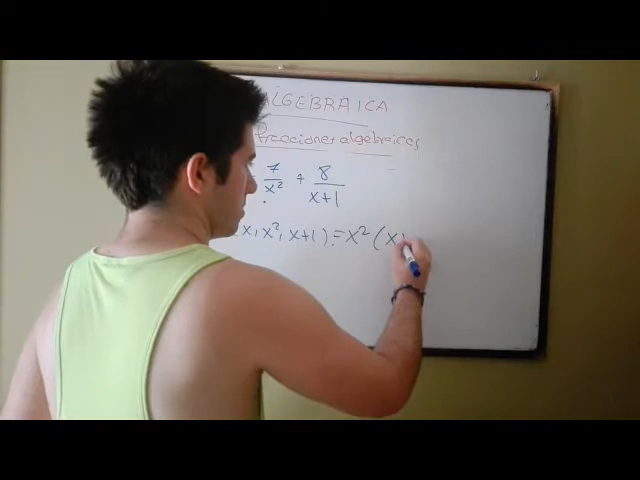 ALGEBRAICA
Fracciones algebraicas
7/x² + 8/x+1
x, x², x+1) = x² (x